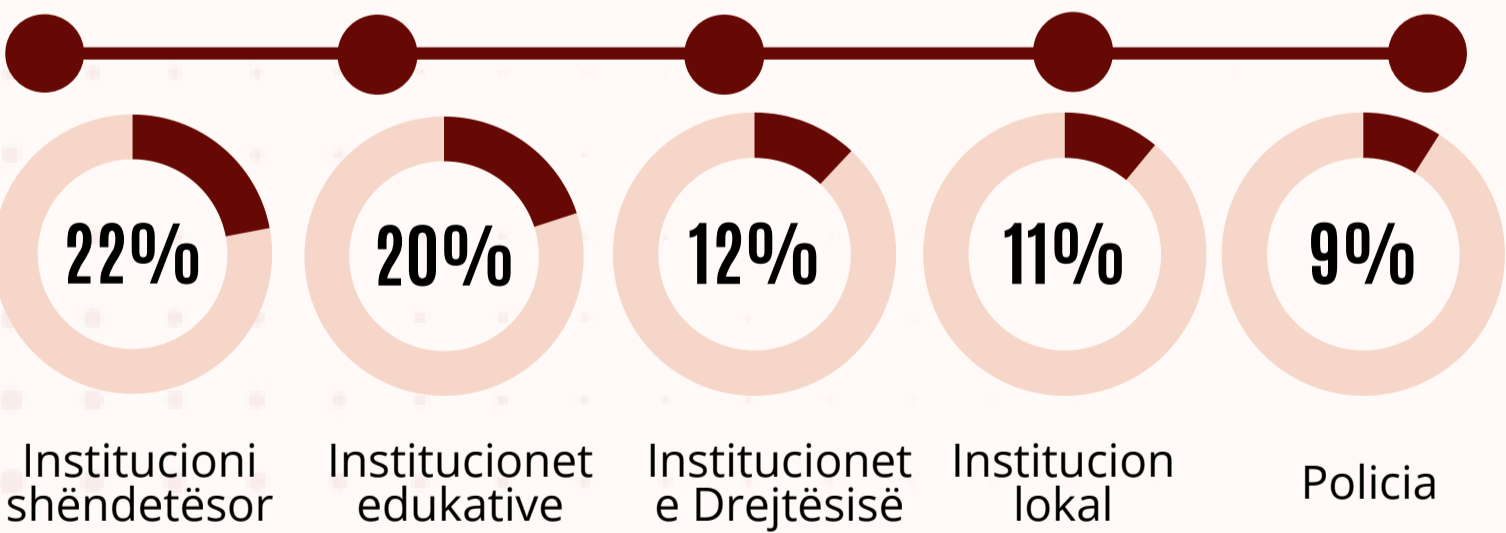 22%
20%
12%
11%
9%
Institucioni
shëndetësor
Institucionet
edukative
Institucionet
e Drejtësisë
Institucion
lokal
Policia